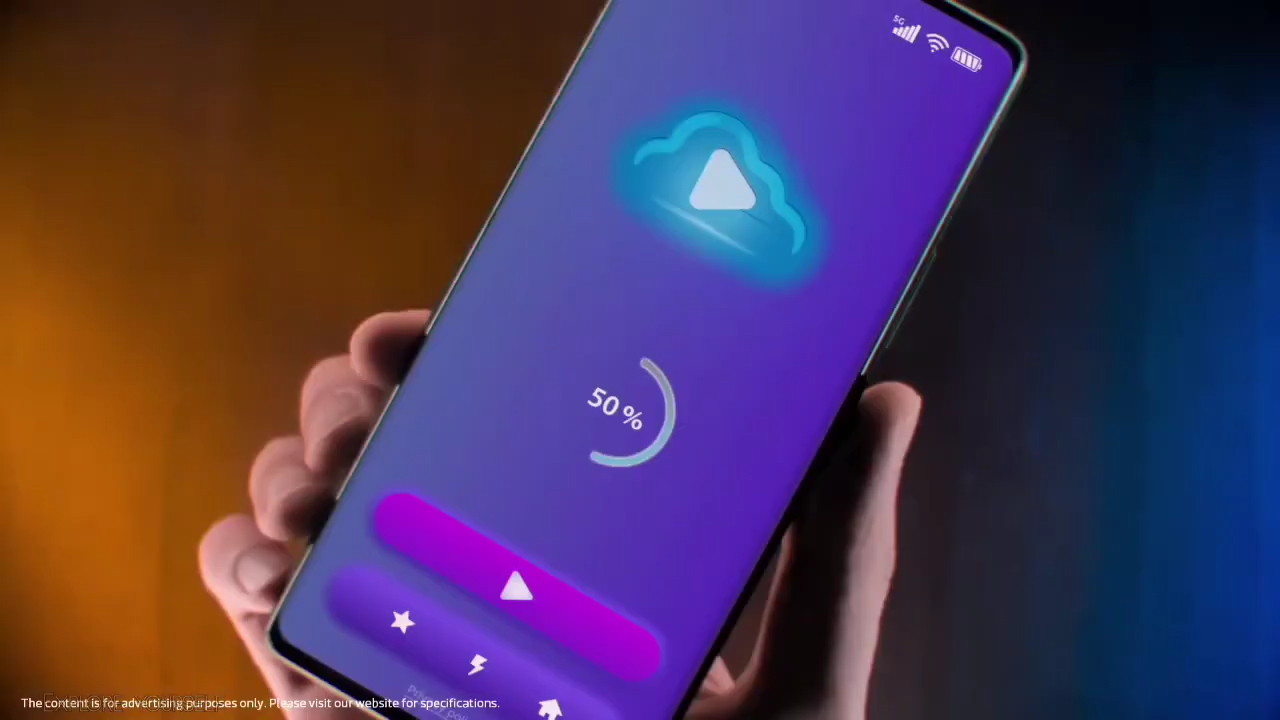 5G
50 %
The content is for advertising purposes only. Please visit our website for specifications.